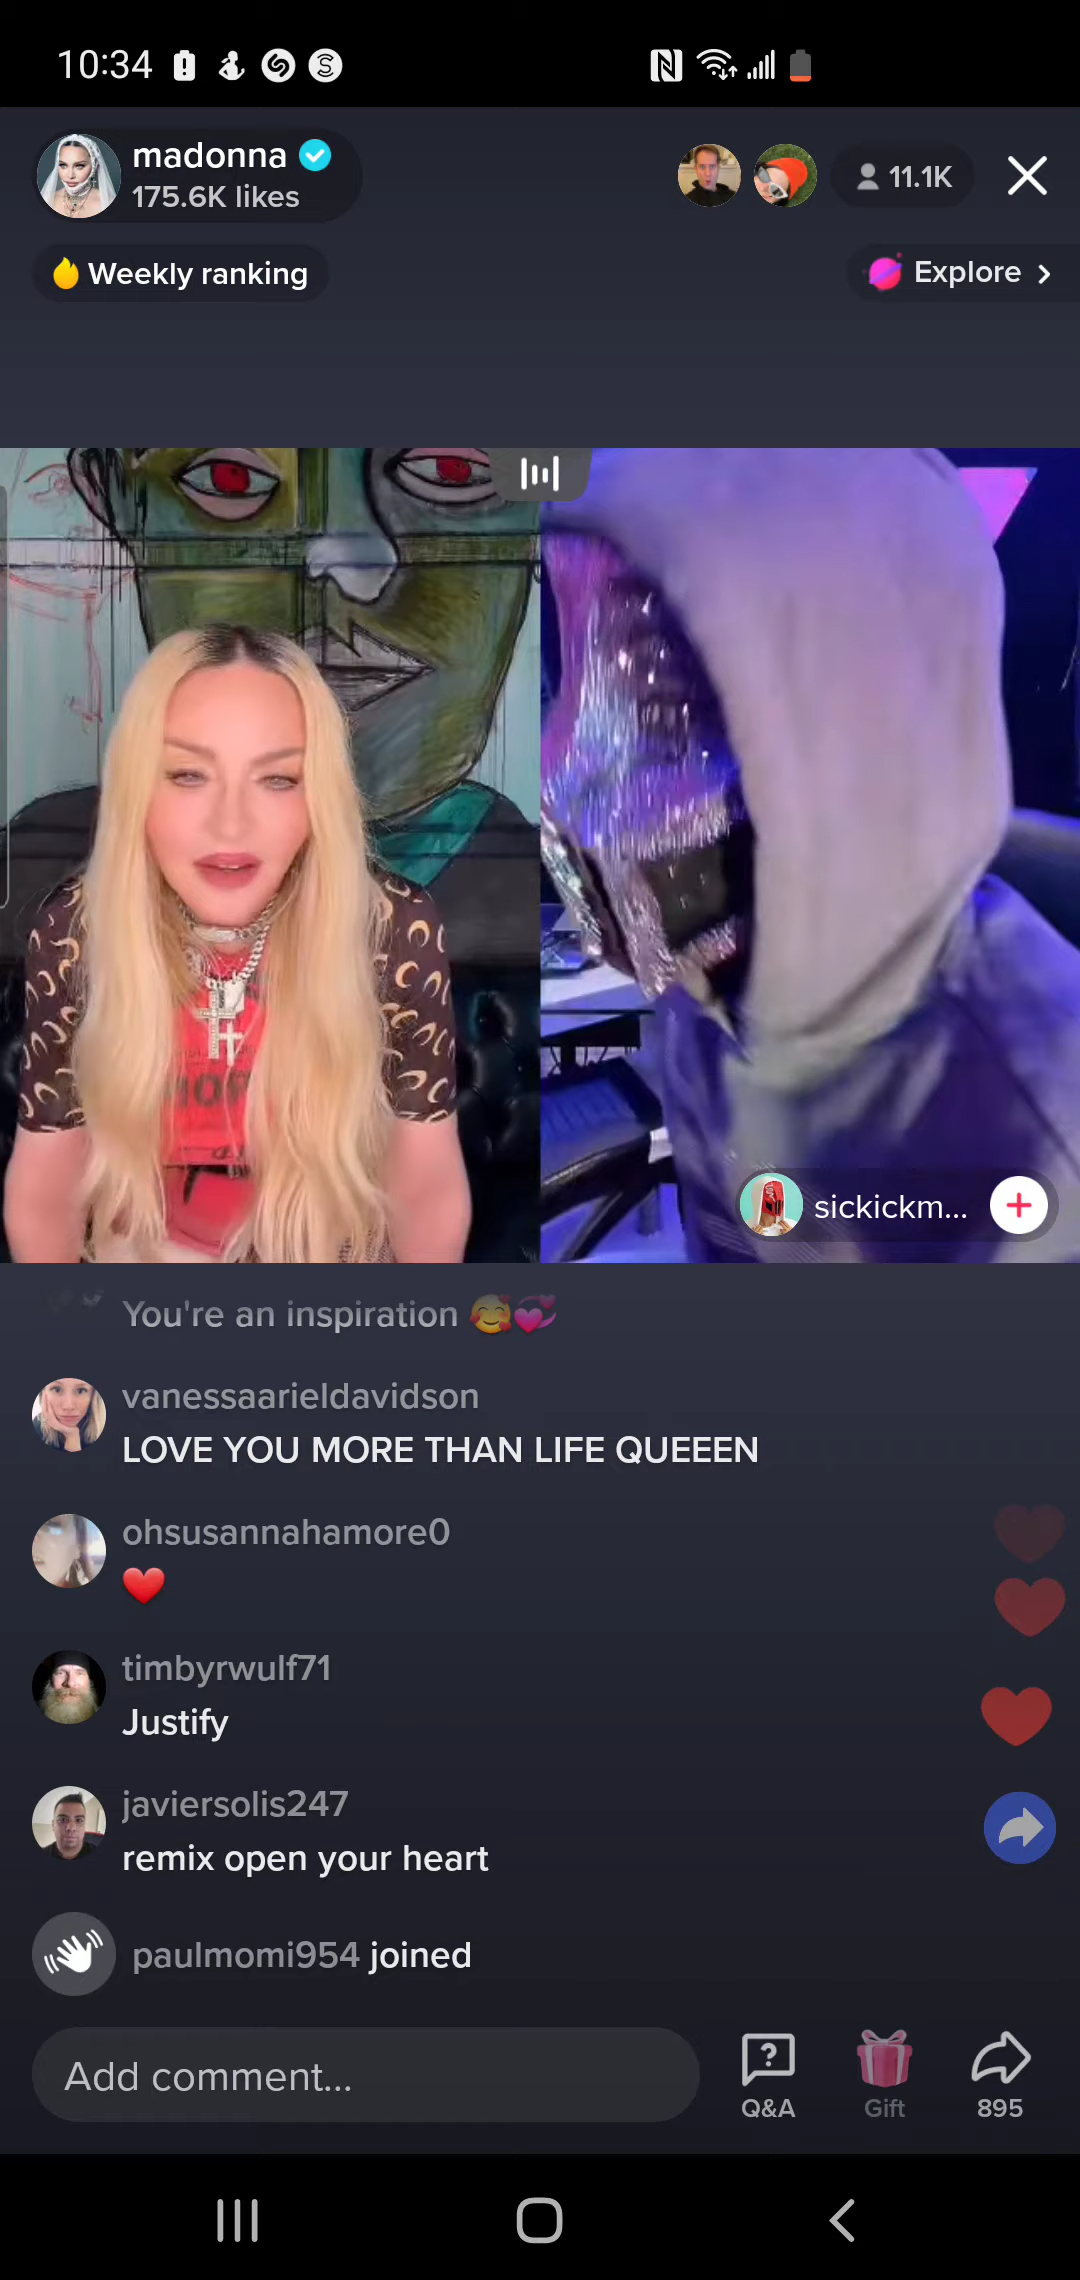 10:34
madonna
175.6K likes
11.1K
Weekly ranking
Explore
sickickm...
You're an inspiration 🥰💞
vanessaarieldavidson
LOVE YOU MORE THAN LIFE QUEEEN
ohsusannahamore0
❤️
timbyrwulf71
Justify
javiersolis247
remix open your heart
paulmomi954 joined
Add comment...
Q&A
Gift
895